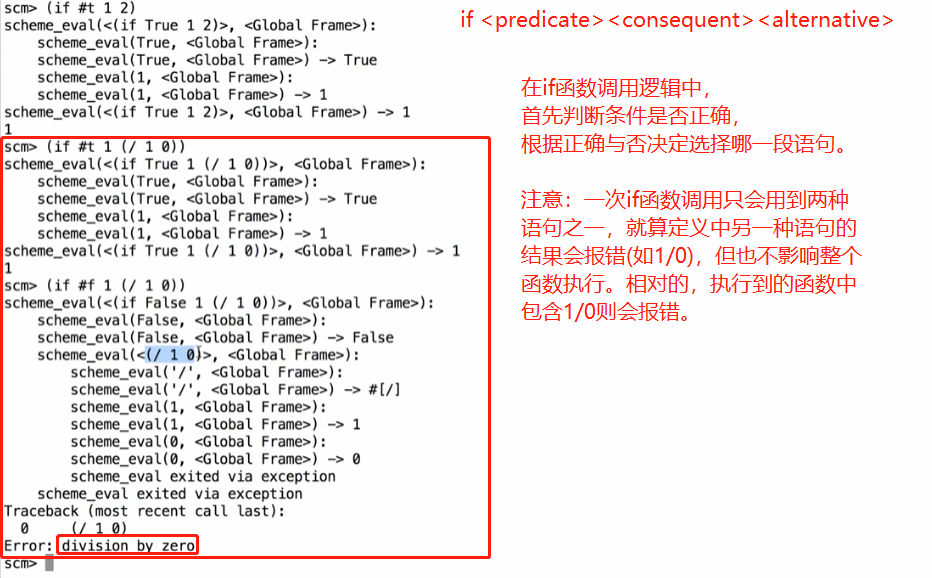 scm> (if #t 1 2)
scheme_eval(<(if True 1 2)>, <Global Frame>):
    scheme_eval(True, <Global Frame>):
    scheme_eval(True, <Global Frame>) -> True
    scheme_eval(1, <Global Frame>):
    scheme_eval(1, <Global Frame>) -> 1
scheme_eval(<(if True 1 2)>, <Global Frame>) -> 1
1
scm> (if #t 1 (/ 1 0))
scheme_eval(<(if True 1 (/ 1 0))>, <Global Frame>):
    scheme_eval(True, <Global Frame>):
    scheme_eval(True, <Global Frame>) -> True
    scheme_eval(1, <Global Frame>):
    scheme_eval(1, <Global Frame>) -> 1
scheme_eval(<(if True 1 (/ 1 0))>, <Global Frame>) -> 1
1
scm> (if #f 1 (/ 1 0))
scheme_eval(<(if False 1 (/ 1 0))>, <Global Frame>):
    scheme_eval(False, <Global Frame>):
    scheme_eval(False, <Global Frame>) -> False
    scheme_eval(<(/ 1 0)>, <Global Frame>):
        scheme_eval('/', <Global Frame>):
        scheme_eval('/', <Global Frame>) -> #[/]
        scheme_eval(1, <Global Frame>):
        scheme_eval(1, <Global Frame>) -> 1
        scheme_eval(0, <Global Frame>):
        scheme_eval(0, <Global Frame>) -> 0
        scheme_eval exited via exception
    scheme_eval exited via exception
Traceback (most recent call last):
  0     (/ 1 0)
Error: division by zero
scm>
if <predicate><consequent><alternative>
在if函数调用逻辑中，
首先判断条件是否正确，
根据正确与否决定选择哪一段语句。
注意：一次if函数调用只会用到两种
语句之一，就算定义中另一种语句的
结果会报错(如1/0)，但也不影响整个
函数执行。相对的，执行到的函数中
包含1/0则会报错。